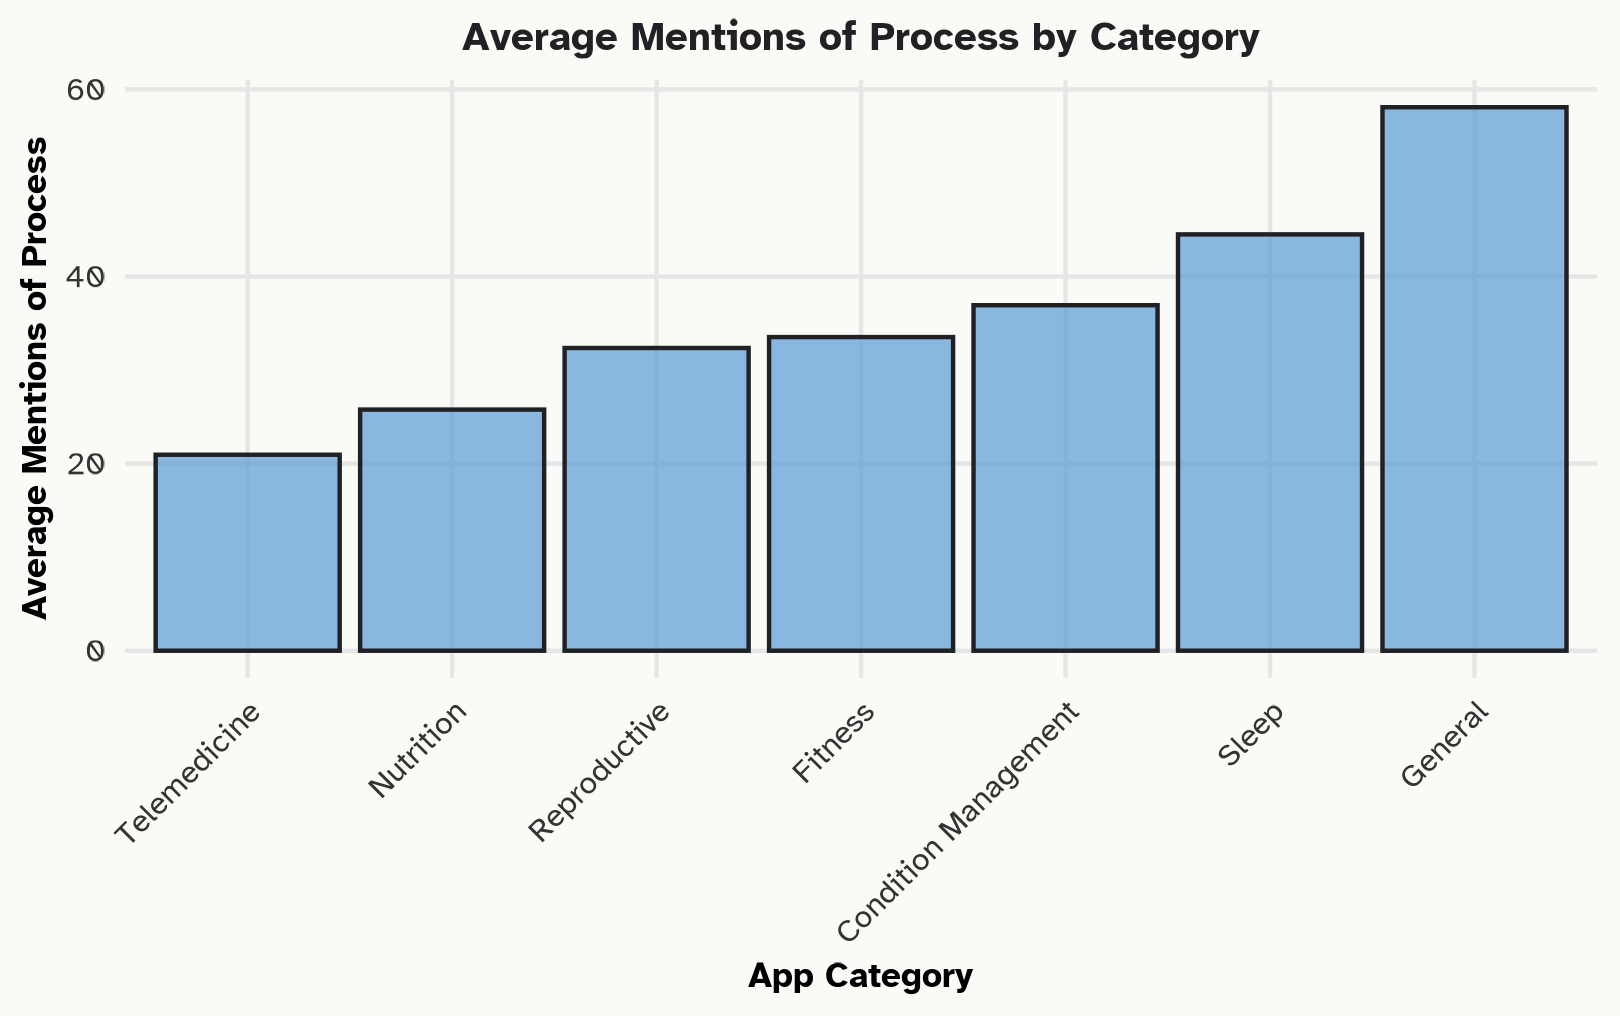 Average Mentions of Process by Category
Average Mentions of Process
60
40
20
0
Telemedicine
Nutrition
Reproductive
Fitness
Condition Management
Sleep
General
App Category